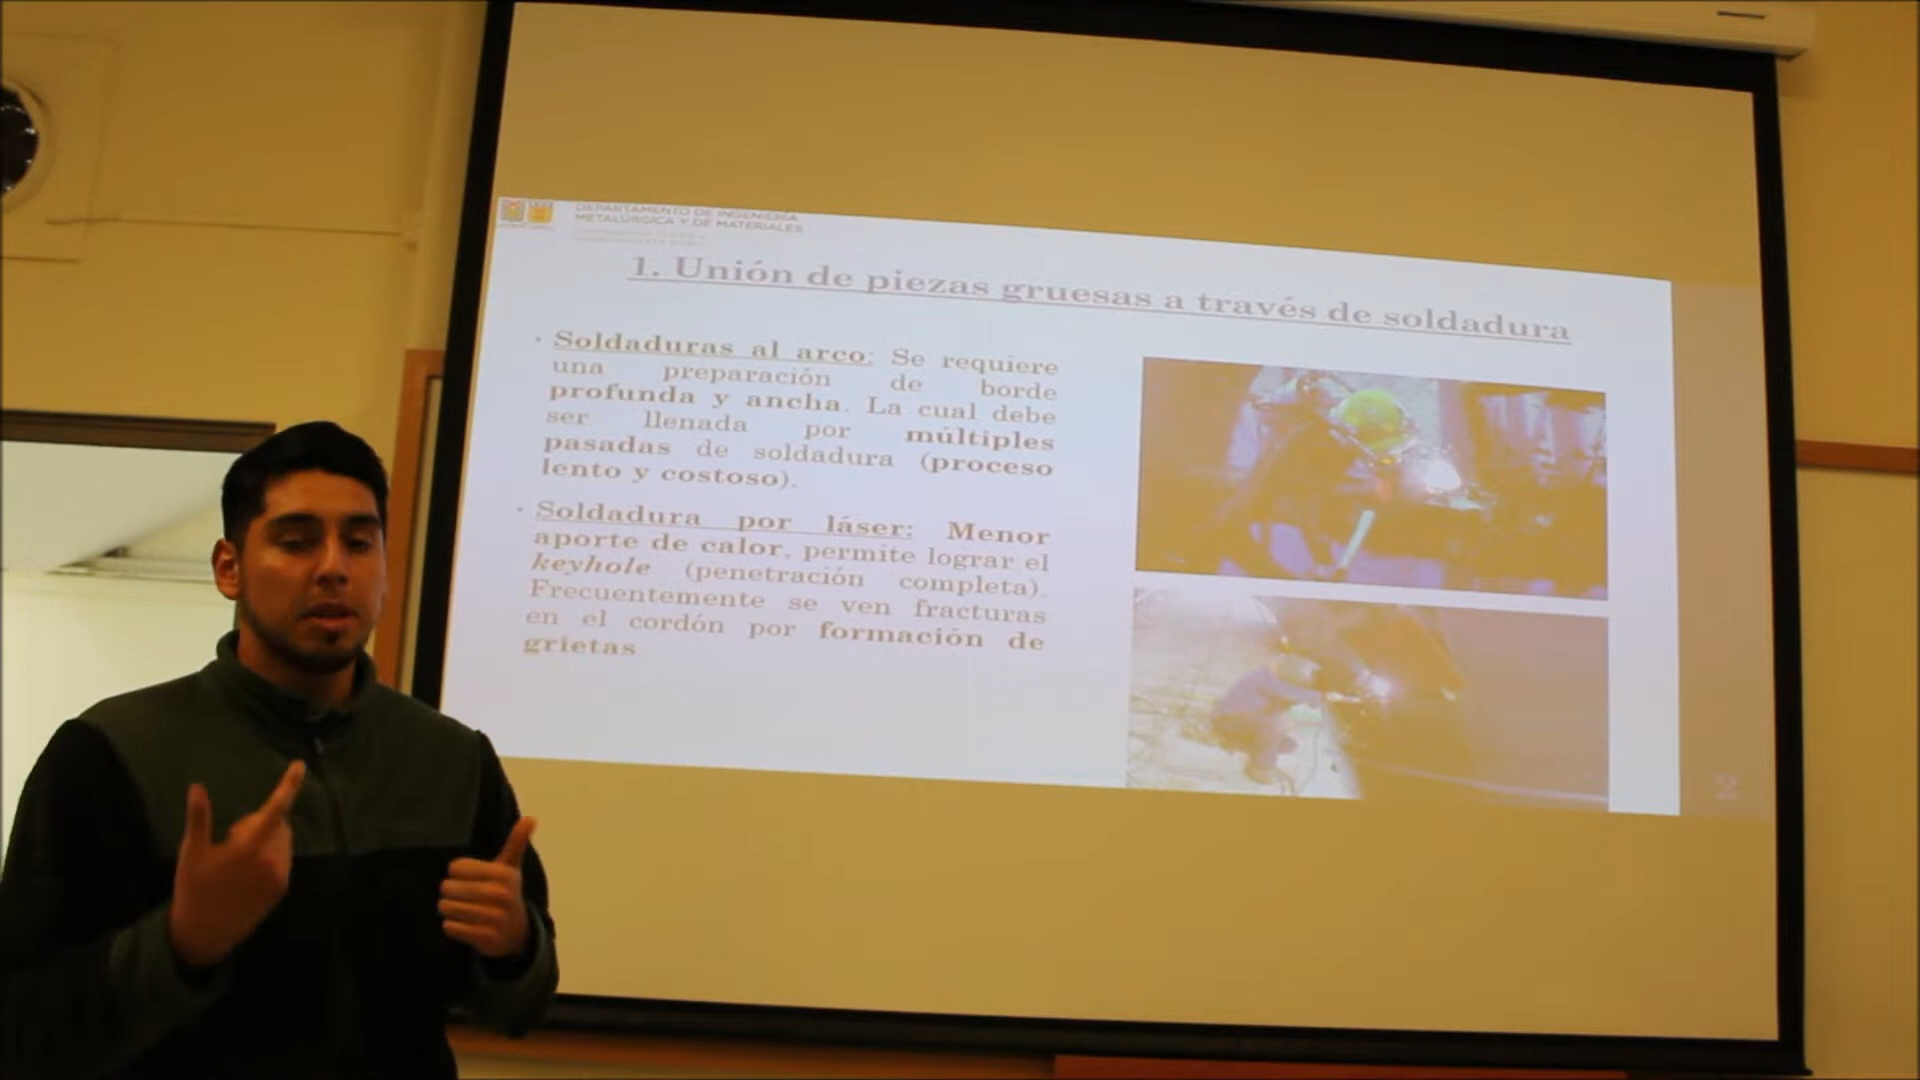 DEPARTAMENTO DE INGENIERÍA
METALÚRGICA Y DE MATERIALES
1. Unión de piezas gruesas a través de soldadura
• Soldaduras al arco: Se requiere
una preparación de borde
profunda y ancha. La cual debe
ser llenada por múltiples
pasadas de soldadura (proceso
lento y costoso).
• Soldadura por láser: Menor
aporte de calor, permite lograr el
keyhole (penetración completa).
Frecuentemente se ven fracturas
en el cordón por formación de
grietas
2